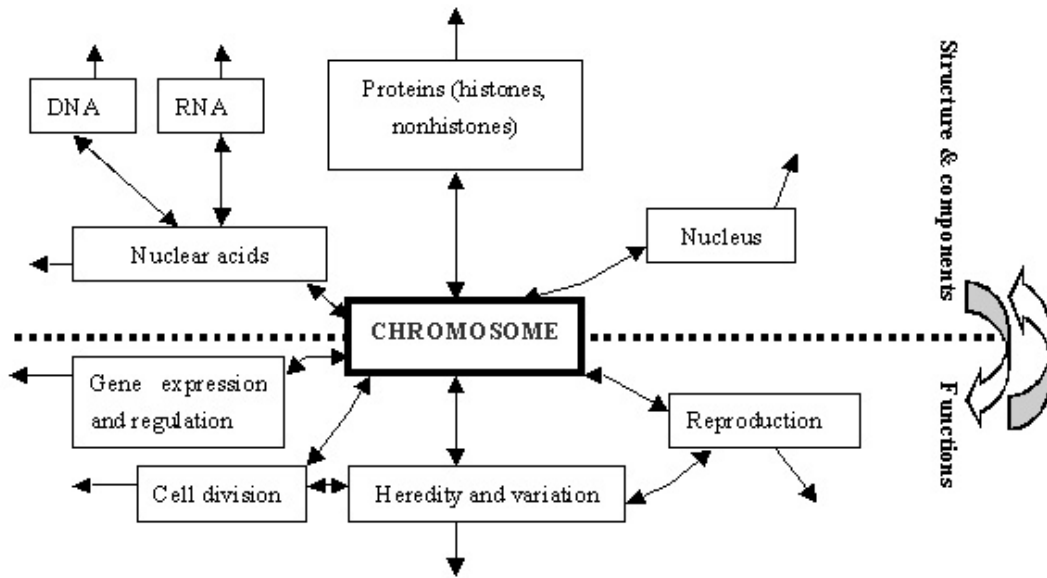 DNA
RNA
Proteins (histones,
nonhistones)
Nucleus
Nuclear acids
CHROMOSOME
Gene expression
and regulation
Reproduction
Cell division
Heredity and variation
Structure & components
Functions